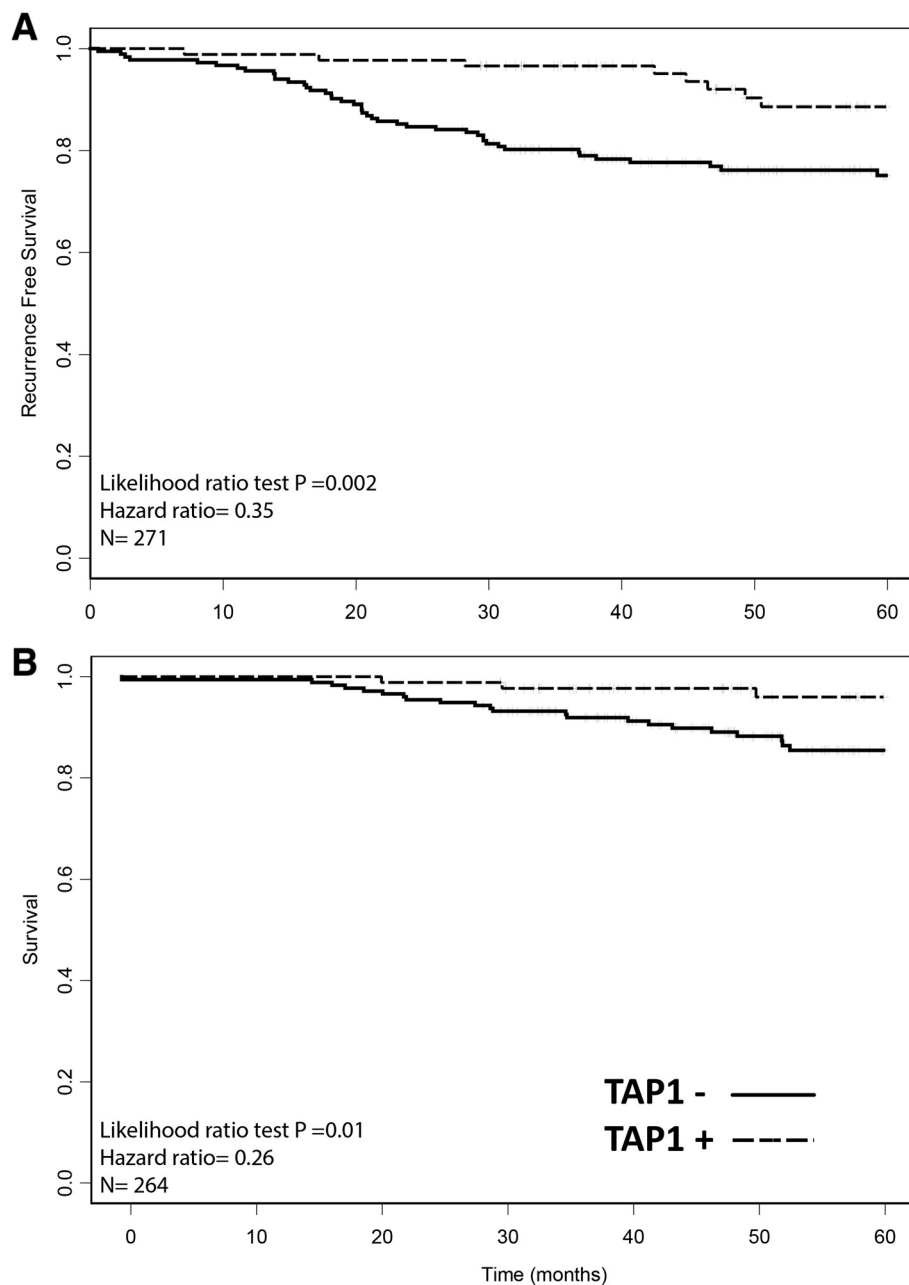 A
1.0
0.8
0.6
0.4
0.2
0.0
Recurrence Free Survival
Likelihood ratio test P =0.002
Hazard ratio= 0.35
N= 271
0 10 20 30 40 50 60
B
1.0
0.8
0.6
0.4
0.2
0.0
Survival
TAP1 -
TAP1 +
Likelihood ratio test P =0.01
Hazard ratio= 0.26
N= 264
0 10 20 30 40 50 60
Time (months)